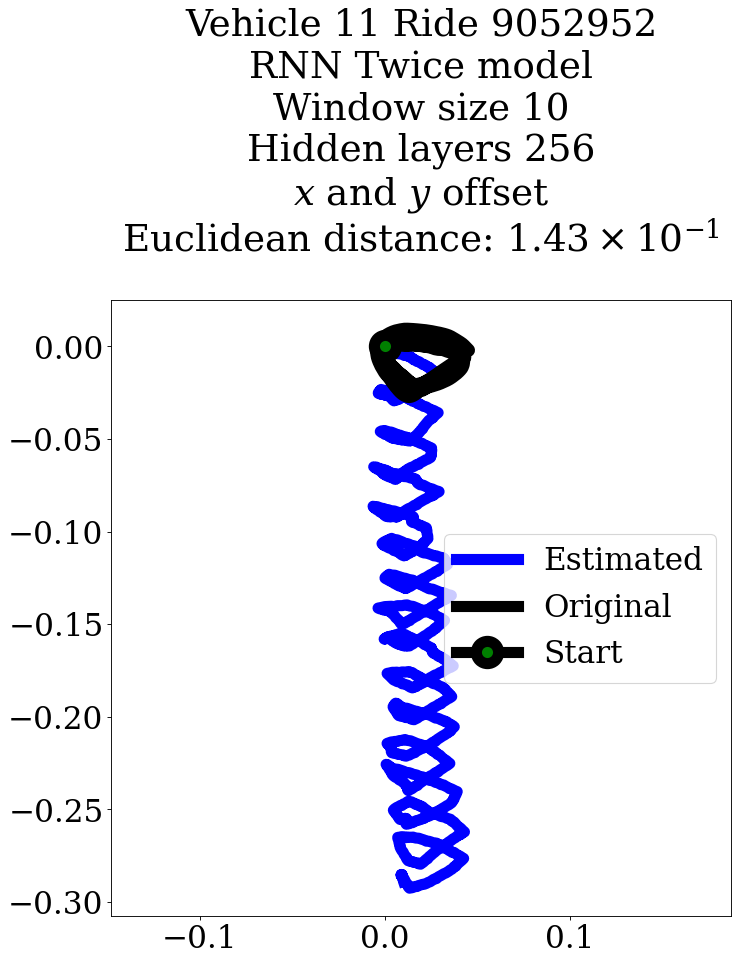 Vehicle 11 Ride 9052952
RNN Twice model
Window size 10
Hidden layers 256
x and y offset
Euclidean distance: 1.43 × 10⁻¹
0.00
−0.05
−0.10
−0.15
−0.20
−0.25
−0.30
Estimated
Original
Start
−0.1
0.0
0.1